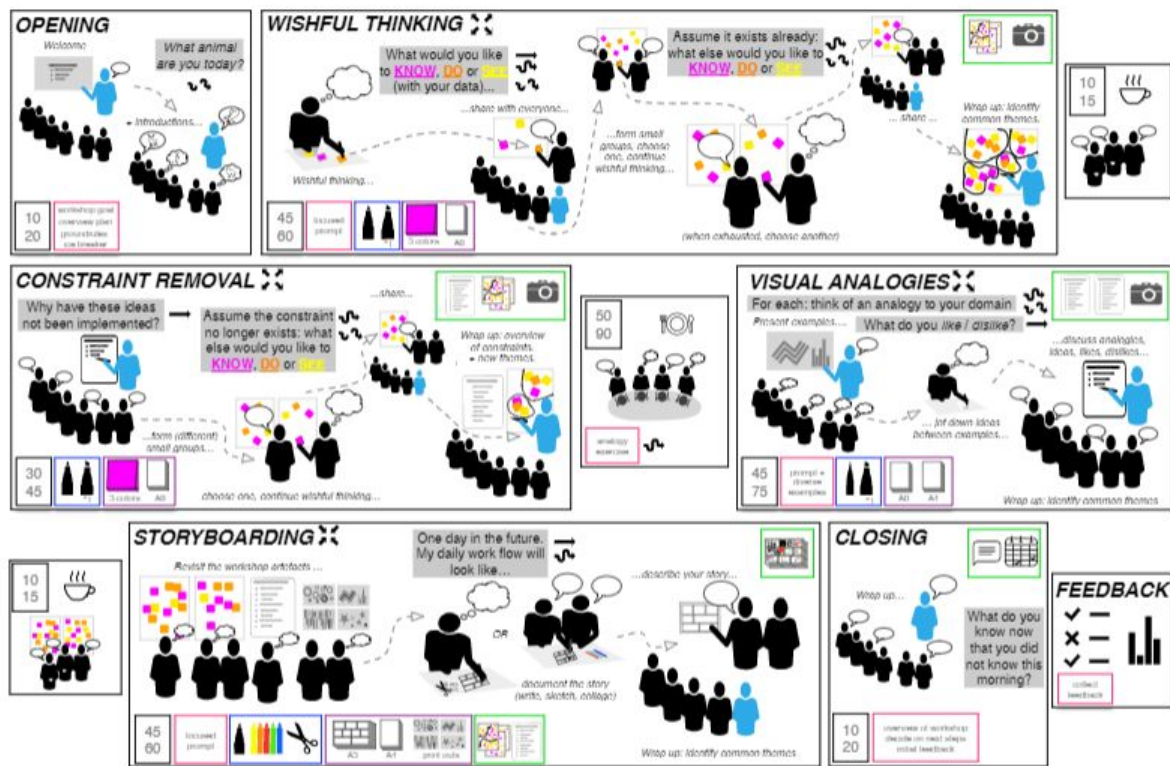 OPENING
Welcome
What animal
are you today?
+ introductions...
10
20
workshop goal
overview plan
groundrules
ice breaker
WISHFUL THINKING
What would you like
to KNOW, DO or SEE
(with your data)...
Wishful thinking...
...share with everyone...
...form small
groups, choose
one, continue
wishful thinking...
Assume it exists already:
what else would you like to
KNOW, DO or SEE
(when exhausted, choose another)
... share ...
Wrap up: Identify
common themes.
45
60
focused
prompt
3 colors
A0
10
15
CONSTRAINT REMOVAL
Why have these ideas
not been implemented?
Assume the constraint
no longer exists: what
else would you like to
KNOW, DO or SEE
...share...
Wrap up: overview
of constraints.
+ new themes.
...form (different)
small groups...
choose one, continue wishful thinking...
30
45
3 colors
A0
50
90
analogy
exercise
VISUAL ANALOGIES
For each: think of an analogy to your domain
Present examples....
What do you like / dislike?
...discuss analogies,
ideas, likes, dislikes...
... jot down ideas
between examples...
45
75
prompt +
diverse
examples
A0
A4
Wrap up: Identify common themes
10
15
STORYBOARDING
Revisit the workshop artefacts ...
One day in the future.
My daily work flow will
look like...
OR
document the story
(write, sketch, collage)
...describe your story...
45
60
focused
prompt
A3
A4
print outs
Wrap up: Identify common themes
CLOSING
Wrap up...
What do you
know now
that you did
not know this
morning?
10
20
overview of workshop
decide on next steps
initial feedback
FEEDBACK
collect
feedback